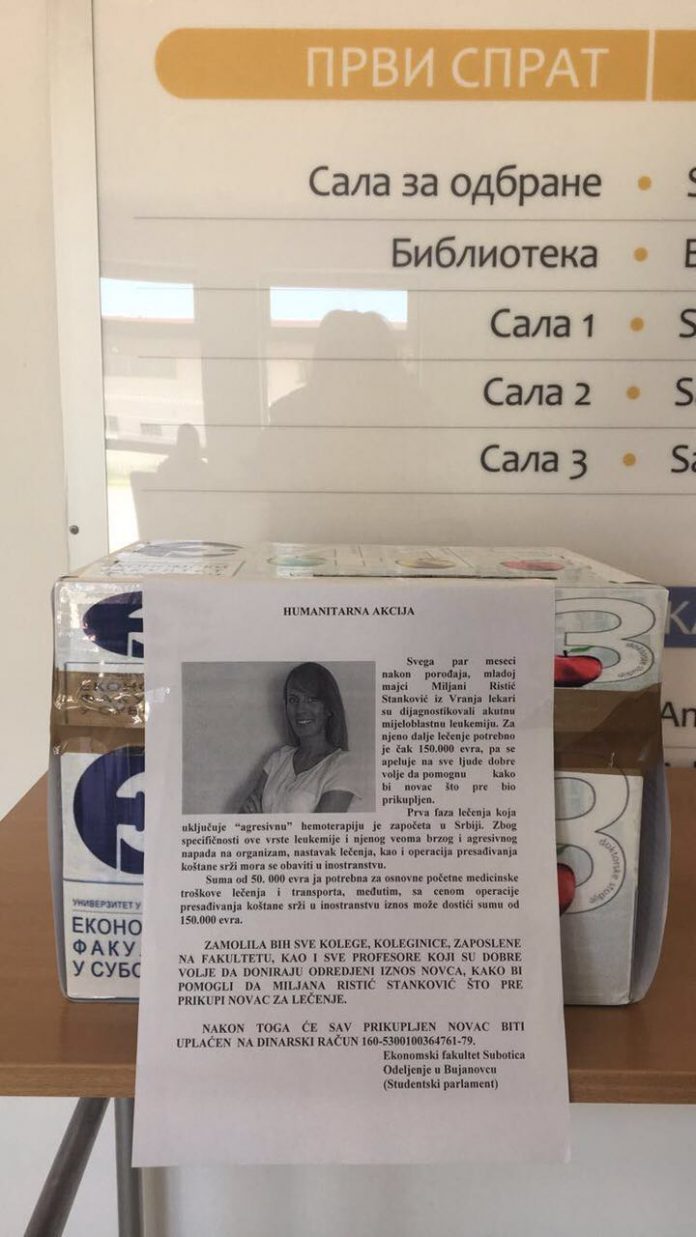 ПРВИ СПРАТ
Сала за одбране
Библиотека
Сала 1
Сала 2
Сала 3
HUMANITARNA AKCIJA
Svega par meseci
nakon porođaja, mladoj
majci Miljani Ristić
Stanković iz Vranja lekari
su dijagnostikovali akutnu
mijeloblastnu leukemiju. Za
njeno dalje lečenje potrebno
je čak 150.000 evra, pa se
apeluje na sve ljude dobre
volje da pomognu kako
bi novac što pre bio
prikupljen.
Prva faza lečenja koja
uključuje “agresivnu” hemoterapiju je započeta u Srbiji. Zbog
specifičnosti ove vrste leukemije i njenog veoma brzog i agresivnog
napada na organizam, nastavak lečenja, kao i operacija presađivanja
koštane srži mora se obaviti u inostranstvu.
Suma od 50. 000 evra ja potrebna za osnovne početne medicinske
troškove lečenja i transporta, međutim, sa cenom operacije
presađivanja koštane srži u inostranstvu iznos može dostići sumu od
150.000 evra.
ZAMOLILA BIH SVE KOLEGE, KOLEGINICE, ZAPOSLENE
NA FAKULTETU, KAO I SVE PROFESORE KOJI SU DOBRE
VOLJE DA DONIRAJU ODREDJENI IZNOS NOVCA, KAKO BI
POMOGLI DA MILJANA RISTIĆ STANKOVIĆ ŠTO PRE
PRIKUPI NOVAC ZA LEČENJE.
NAKON TOGA ĆE SAV PRIKUPLJEN NOVAC BITI
UPLAĆEN NA DINARSKI RAČUN 160-5300100364761-79.
Ekonomski fakultet Subotica
Odeljenje u Bujanovcu
(Studentski parlament)
УНИВЕРЗИТЕТ У
ЕКОНО
ФАКУ
У СУБО